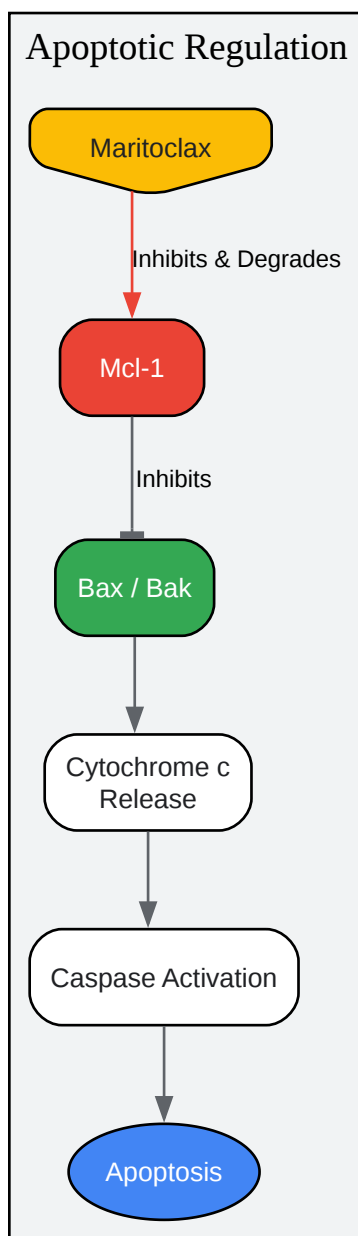 Apoptotic Regulation
Maritoclax
Inhibits & Degrades
Mcl-1
Inhibits
Bax / Bak
Cytochrome c
Release
Caspase Activation
Apoptosis